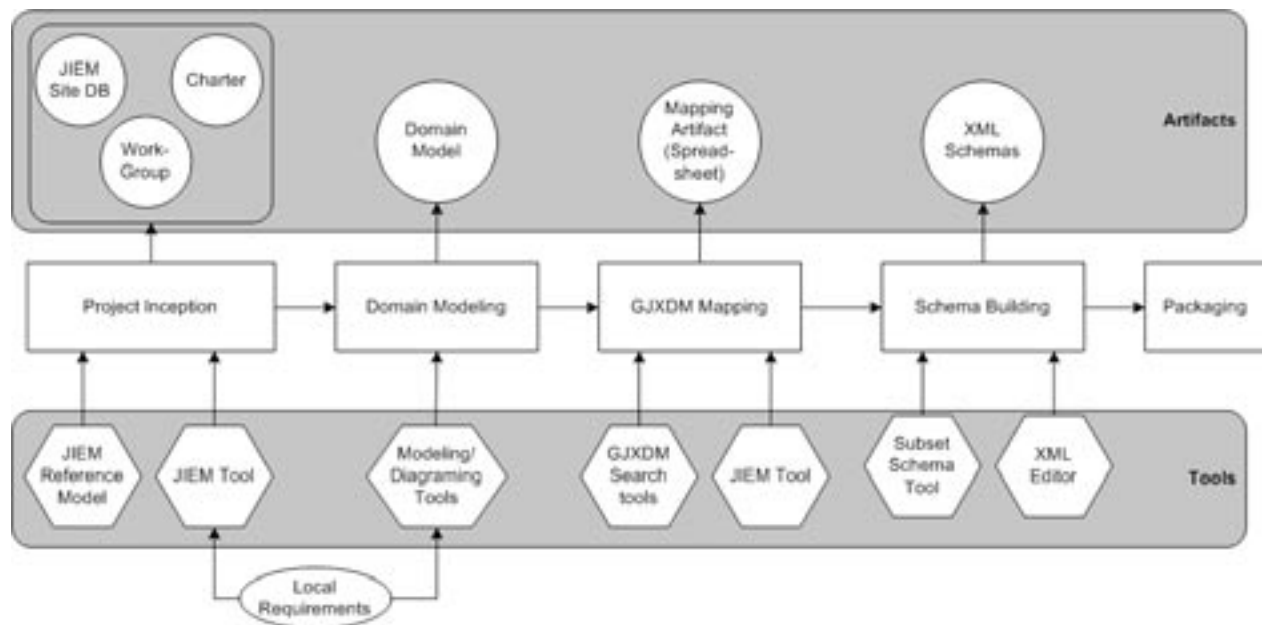 JIEM
Site DB
Charter
Work-
Group
Domain
Model
Mapping
Artifact
(Spread-
sheet)
XML
Schemas
Artifacts
Project Inception
Domain Modeling
GJXDM Mapping
Schema Building
Packaging
JIEM
Reference
Model
JIEM Tool
Modeling/
Diagraming
Tools
GJXDM
Search
tools
JIEM Tool
Subset
Schema
Tool
XML
Editor
Tools
Local
Requirements